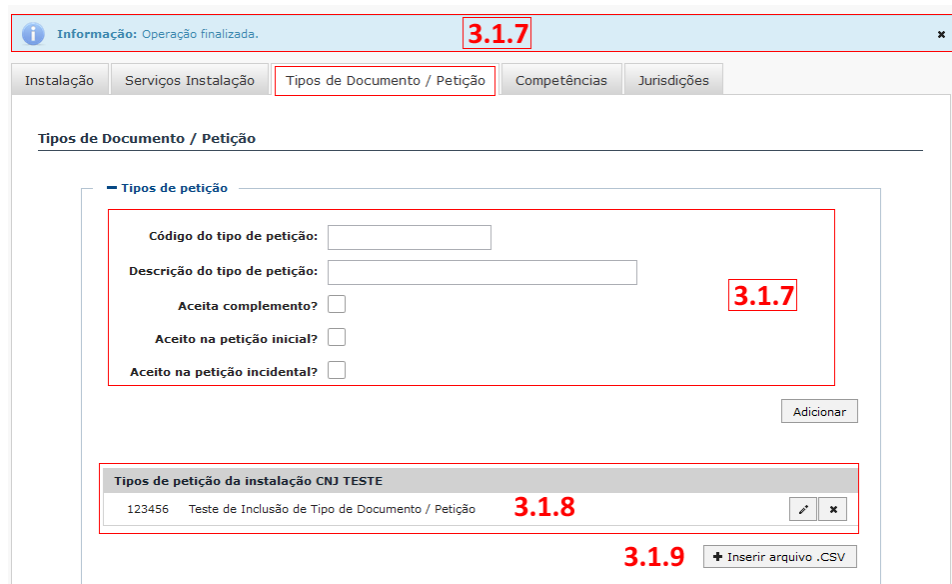 Informação: Operação finalizada. 3.1.7
Instalação Serviços Instalação Tipos de Documento / Petição Competências Jurisdições
Tipos de Documento / Petição
Tipos de petição
Código do tipo de petição:
Descrição do tipo de petição:
Aceita complemento? 3.1.7
Aceito na petição inicial?
Aceito na petição incidental?
Adicionar
Tipos de petição da instalação CNJ TESTE
123456 Teste de Inclusão de Tipo de Documento / Petição 3.1.8
3.1.9 Inserir arquivo .CSV